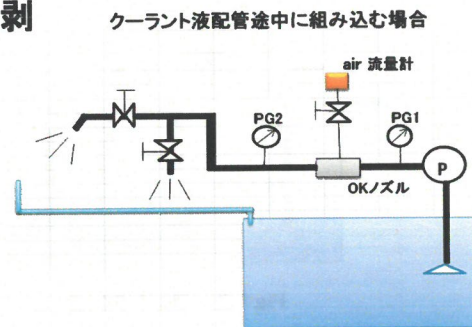 剥
クーラント液配管途中に組み込む場合
air 流量計
PG2
PG1
P
OKノズル